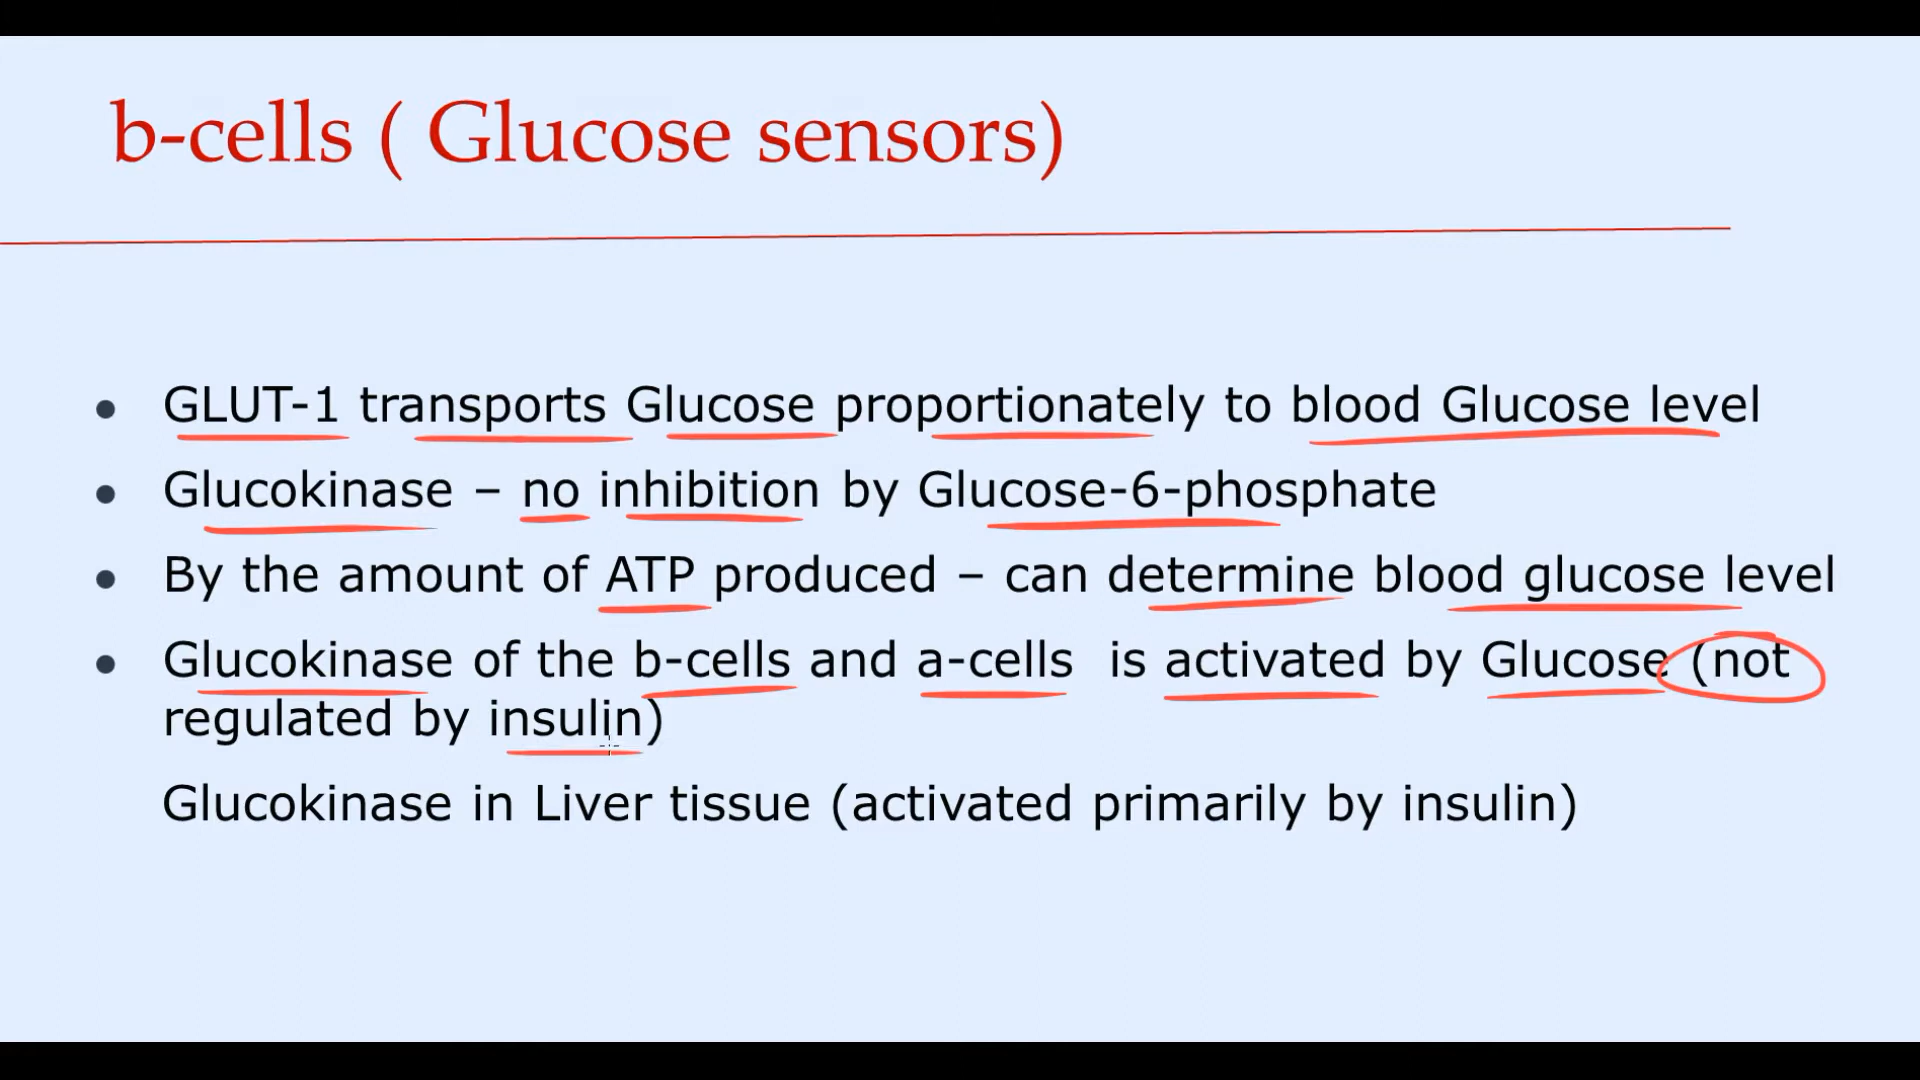 b-cells ( Glucose sensors)
GLUT-1 transports Glucose proportionately to blood Glucose level
Glucokinase – no inhibition by Glucose-6-phosphate
By the amount of ATP produced – can determine blood glucose level
Glucokinase of the b-cells and a-cells  is activated by Glucose (not
regulated by insulin)
Glucokinase in Liver tissue (activated primarily by insulin)